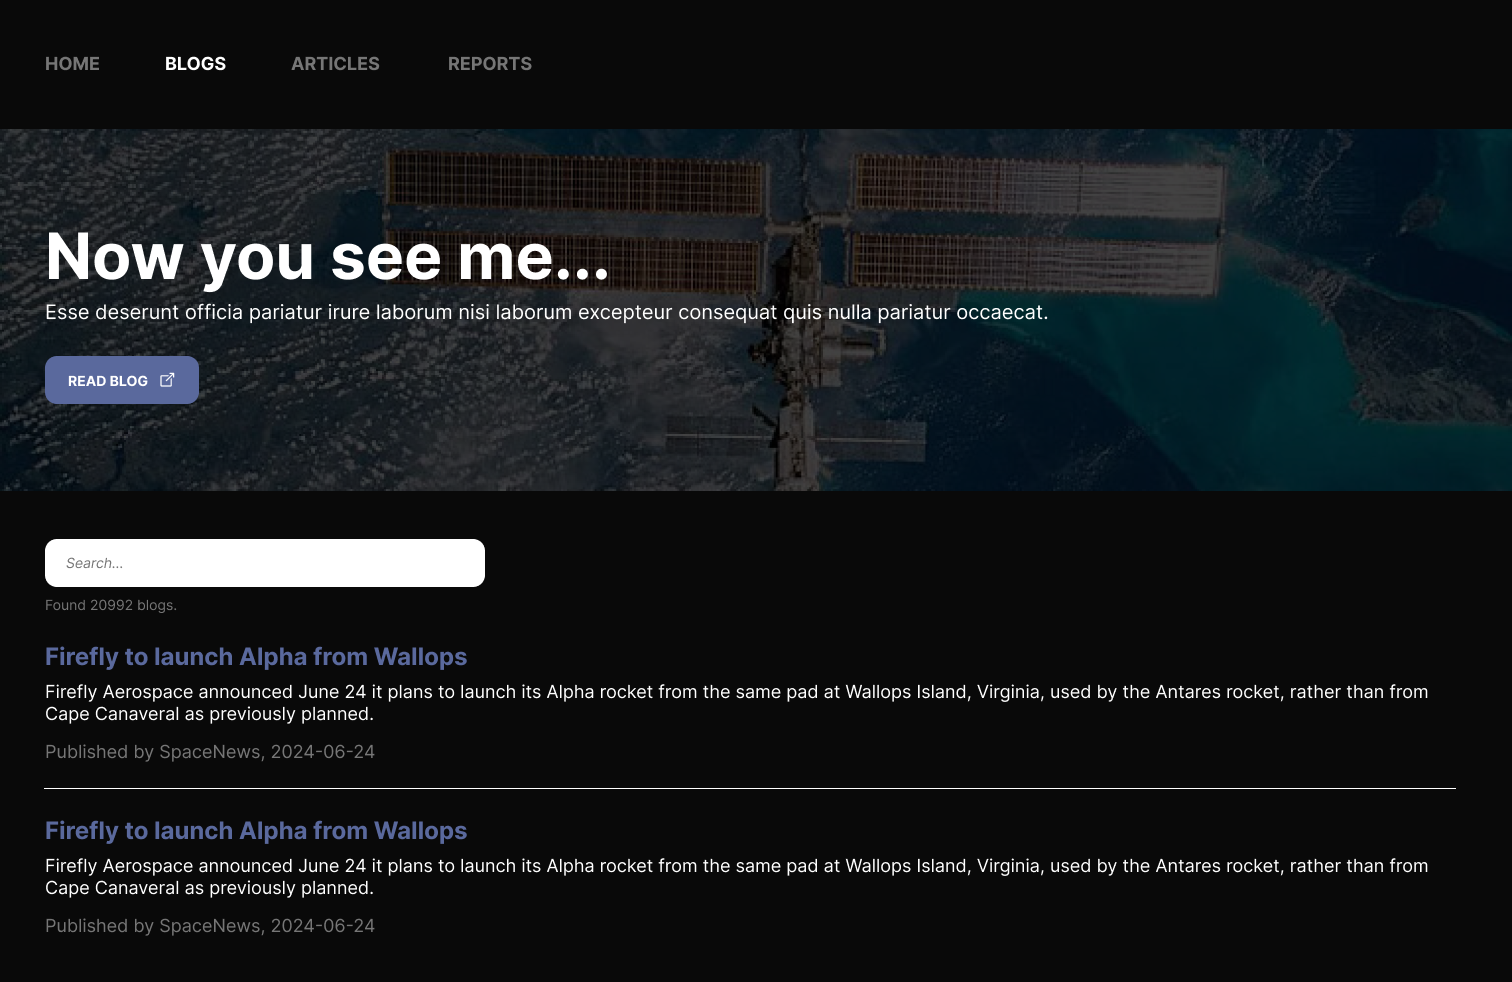 HOME BLOGS ARTICLES REPORTS
Now you see me...
Esse deserunt officia pariatur irure laborum nisi laborum excepteur consequat quis nulla pariatur occaecat.
READ BLOG
Search...
Found 20992 blogs.
Firefly to launch Alpha from Wallops
Firefly Aerospace announced June 24 it plans to launch its Alpha rocket from the same pad at Wallops Island, Virginia, used by the Antares rocket, rather than from
Cape Canaveral as previously planned.
Published by SpaceNews, 2024-06-24
Firefly to launch Alpha from Wallops
Firefly Aerospace announced June 24 it plans to launch its Alpha rocket from the same pad at Wallops Island, Virginia, used by the Antares rocket, rather than from
Cape Canaveral as previously planned.
Published by SpaceNews, 2024-06-24